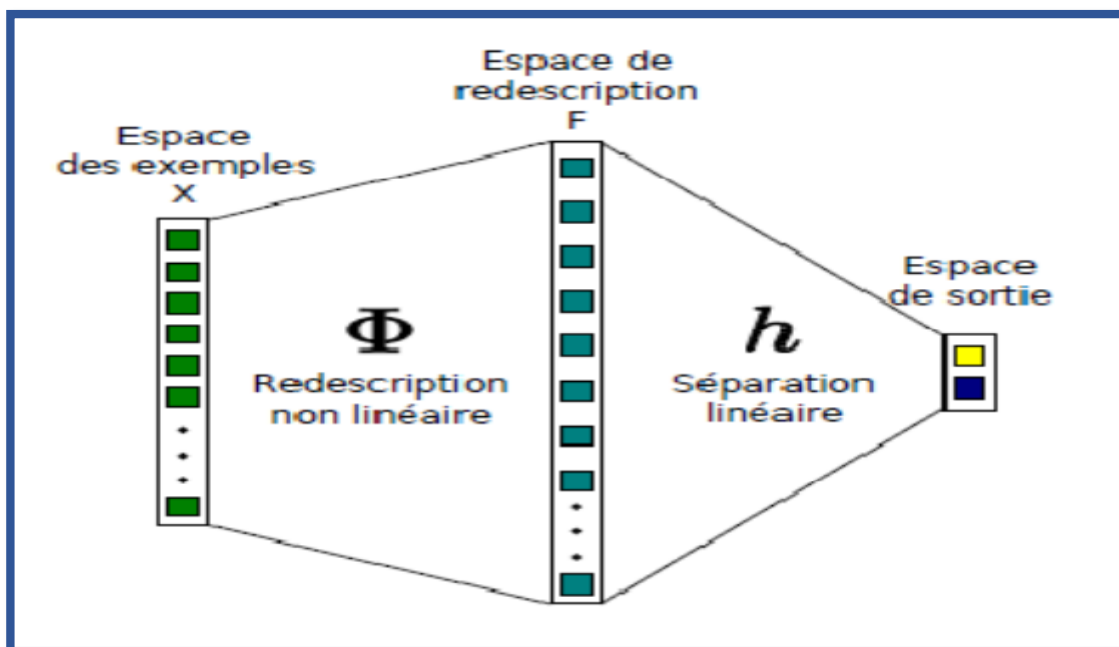 Espace
des exemples
X
Espace de
redescription
F
Φ
Redescription
non linéaire
h
Séparation
linéaire
Espace
de sortie